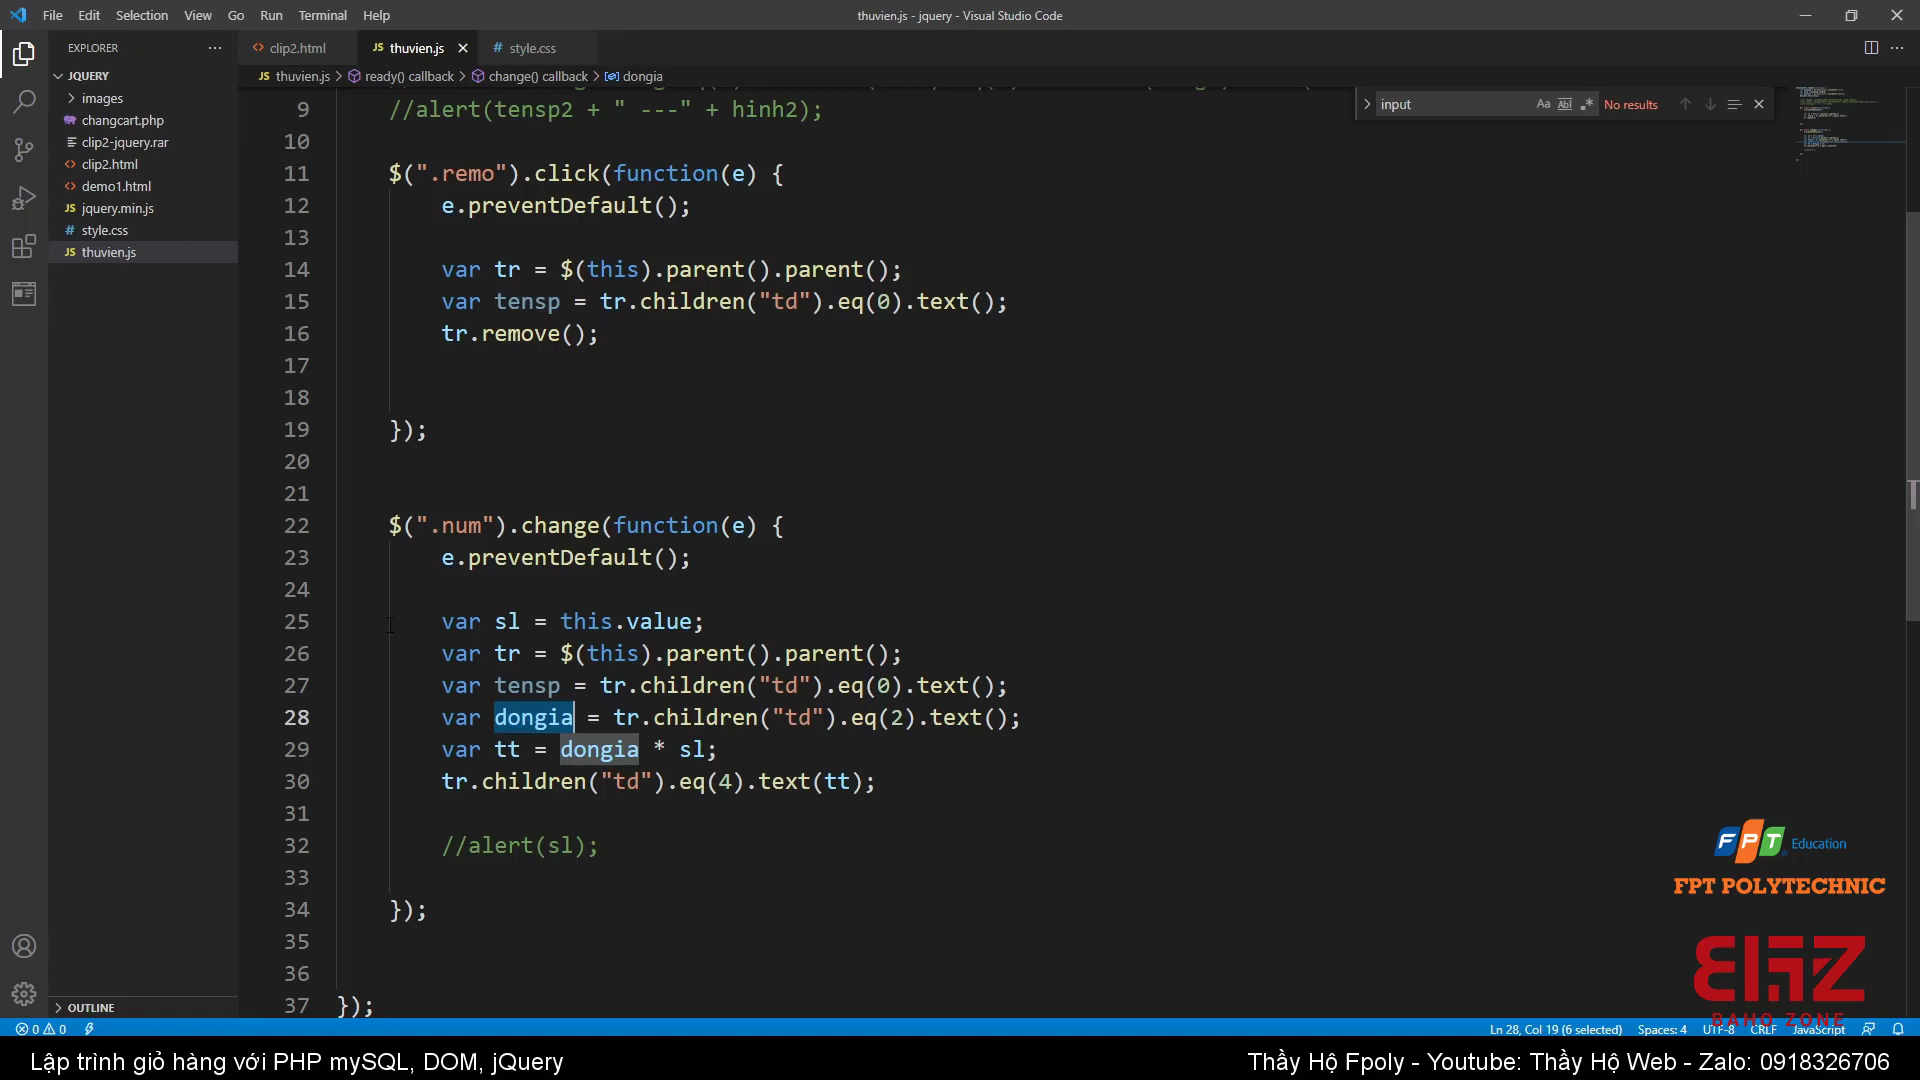 File Edit Selection View Go Run Terminal Help
thuvien.js - jquery - Visual Studio Code
EXPLORER
clip2.html
JS thuvien.js
# style.css
JQUERY
JS thuvien.js > ready() callback > change() callback > dongia
images
changcart.php
clip2-jquery.rar
clip2.html
demo1.html
JS jquery.min.js
# style.css
JS thuvien.js
OUTLINE
input
Aa
No results
9 //alert(tensp2 + " ---" + hinh2);
10
11 $(".remo").click(function(e) {
12 e.preventDefault();
13
14 var tr = $(this).parent().parent();
15 var tensp = tr.children("td").eq(0).text();
16 tr.remove();
17
18
19 });
20
21
22 $(".num").change(function(e) {
23 e.preventDefault();
24
25 var sl = this.value;
26 var tr = $(this).parent().parent();
27 var tensp = tr.children("td").eq(0).text();
28 var dongia = tr.children("td").eq(2).text();
29 var tt = dongia * sl;
30 tr.children("td").eq(4).text(tt);
31
32 //alert(sl);
33
34 });
35
36
37 });
FPT Education
FPT POLYTECHNIC
BAHO ZONE
0 0
Ln 28, Col 19 (6 selected) Spaces: 4 UTF-8 CRLF JavaScript
Lập trình giỏ hàng với PHP mySQL, DOM, jQuery
Thầy Hộ Fpoly - Youtube: Thầy Hộ Web - Zalo: 0918326706